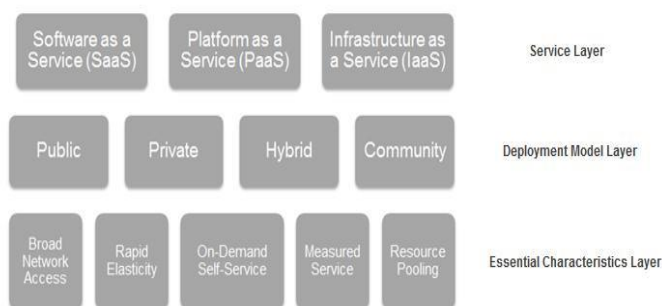 Software as a
Service (SaaS)
Platform as a
Service (PaaS)
Infrastructure as
a Service (IaaS)
Service Layer
Public
Private
Hybrid
Community
Deployment Model Layer
Broad
Network
Access
Rapid
Elasticity
On-Demand
Self-Service
Measured
Service
Resource
Pooling
Essential Characteristics Layer